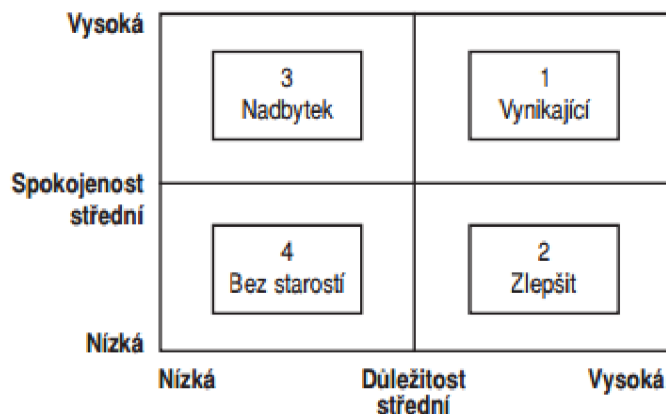 Vysoká
3
Nadbytek
1
Vynikající
Spokojenost
střední
4
Bez starostí
2
Zlepšit
Nízká
Nízká
Důležitost
střední
Vysoká